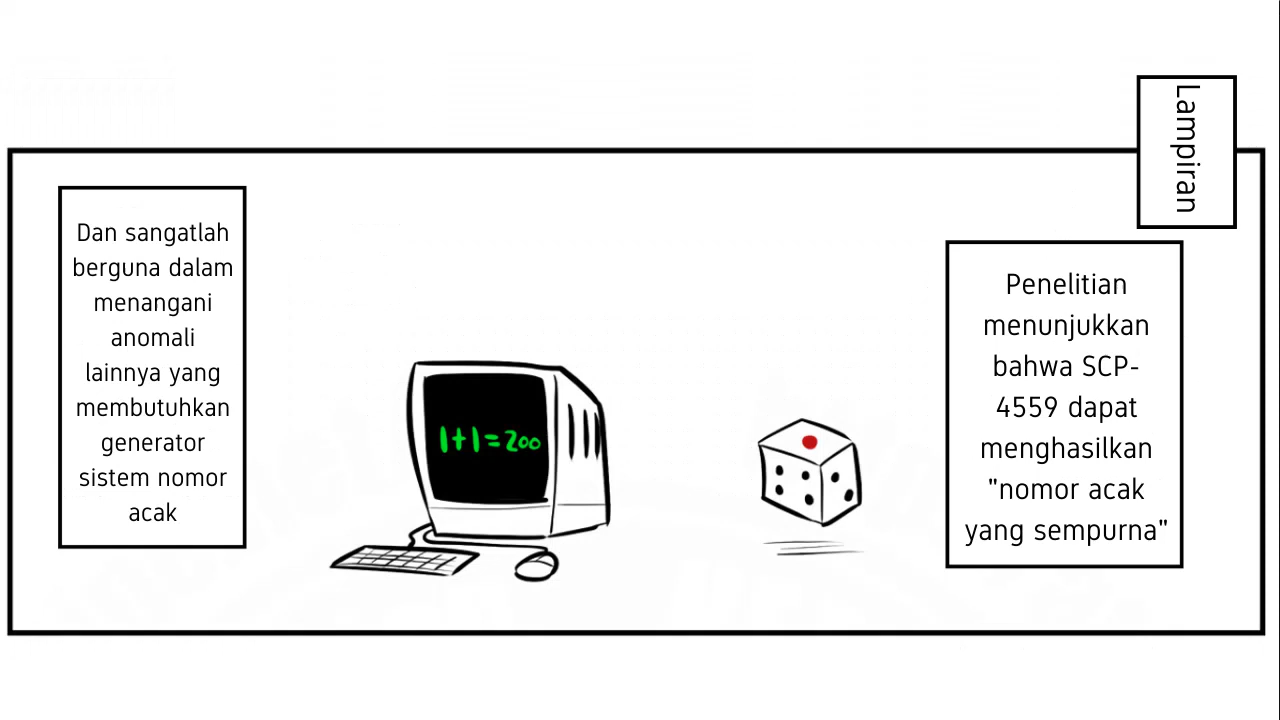 Lampiran
Penelitian
menunjukkan
bahwa SCP-
4559 dapat
menghasilkan
"nomor acak
yang sempurna"
1+1=200
Dan sangatlah
berguna dalam
menangani
anomali
lainnya yang
membutuhkan
generator
sistem nomor
acak